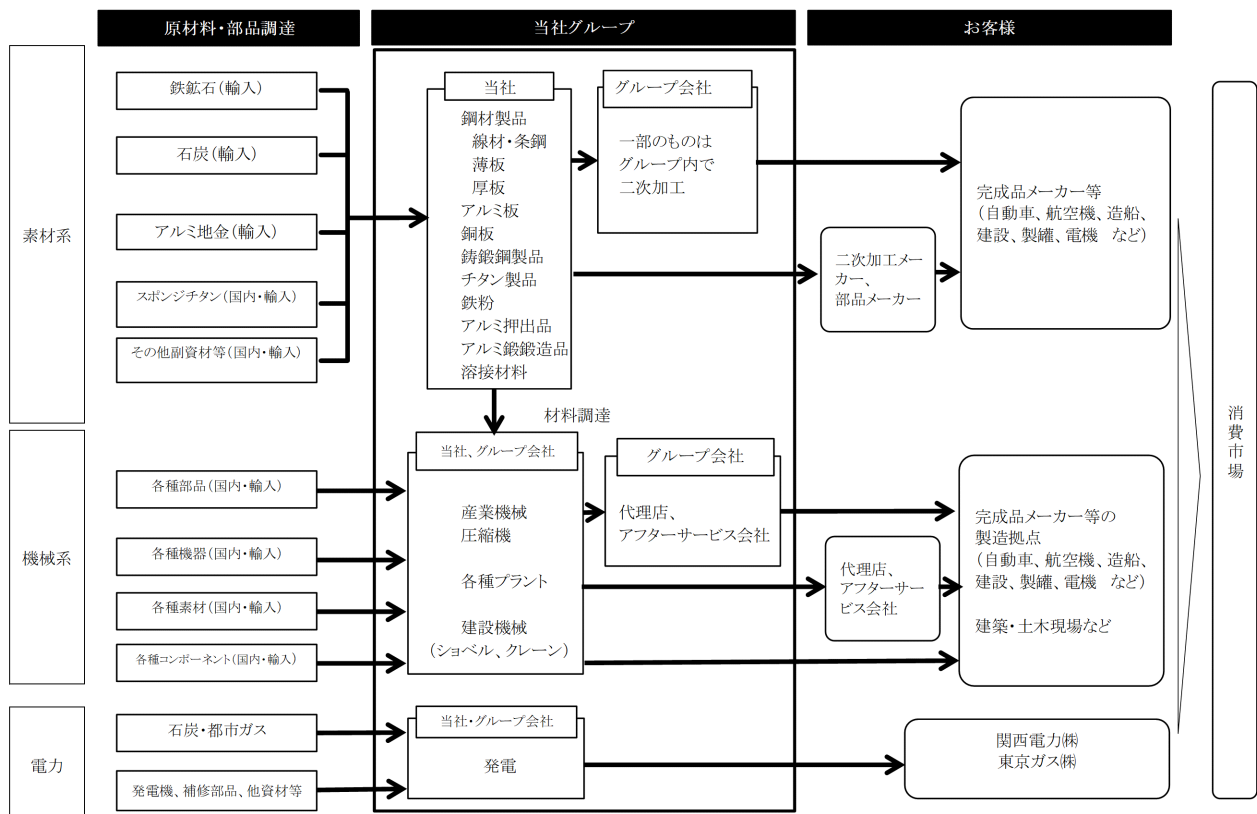 原材料・部品調達
当社グループ
お客様
素材系
鉄鉱石(輸入)
石炭(輸入)
アルミ地金(輸入)
スポンジチタン(国内・輸入)
その他副資材等(国内・輸入)
当社
鋼材製品
線材・条鋼
薄板
厚板
アルミ板
銅板
鋳鍛鋼製品
チタン製品
鉄粉
アルミ押出品
アルミ鋳鍛造品
溶接材料
グループ会社
一部のものは
グループ内で
二次加工
二次加工メー
カー、
部品メーカー
完成品メーカー等
(自動車、航空機、造船、
建設、製罐、電機 など)
材料調達
機械系
各種部品(国内・輸入)
各種機器(国内・輸入)
各種素材(国内・輸入)
各種コンポーネント(国内・輸入)
当社、グループ会社
産業機械
圧縮機
各種プラント
建設機械
(ショベル、クレーン)
グループ会社
代理店、
アフターサービス会社
代理店、
アフターサー
ビス会社
完成品メーカー等の
製造拠点
(自動車、航空機、造船、
建設、製罐、電機 など)
建築・土木現場など
電力
石炭・都市ガス
発電機、補修部品、他資材等
当社・グループ会社
発電
関西電力㈱
東京ガス㈱
消費市場